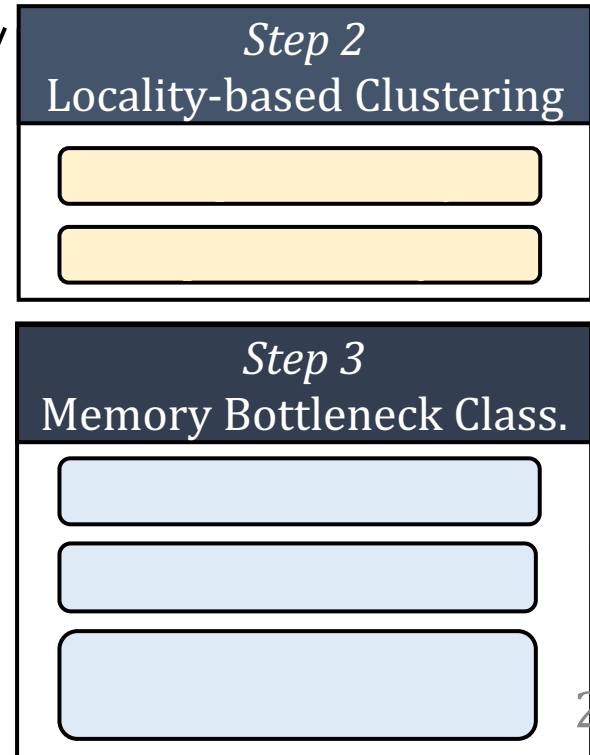 Step 2
Locality-based Clustering
Step 3
Memory Bottleneck Class.